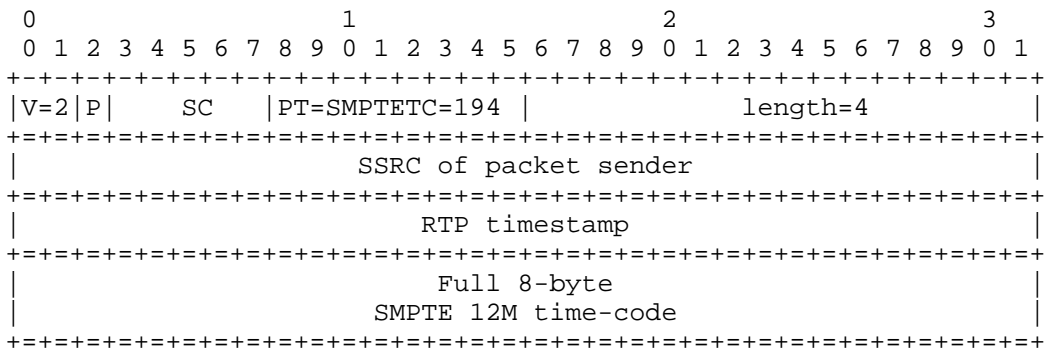 0                   1                   2                   3
 0 1 2 3 4 5 6 7 8 9 0 1 2 3 4 5 6 7 8 9 0 1 2 3 4 5 6 7 8 9 0 1
+-+-+-+-+-+-+-+-+-+-+-+-+-+-+-+-+-+-+-+-+-+-+-+-+-+-+-+-+-+-+-+-+
|V=2|P|    SC   |PT=SMPTETC=194 |             length=4          |
+=+=+=+=+=+=+=+=+=+=+=+=+=+=+=+=+=+=+=+=+=+=+=+=+=+=+=+=+=+=+=+=+
|                     SSRC of packet sender                     |
+=+=+=+=+=+=+=+=+=+=+=+=+=+=+=+=+=+=+=+=+=+=+=+=+=+=+=+=+=+=+=+=+
|                         RTP timestamp                         |
+=+=+=+=+=+=+=+=+=+=+=+=+=+=+=+=+=+=+=+=+=+=+=+=+=+=+=+=+=+=+=+=+
|                          Full 8-byte                          |
|                      SMPTE 12M time-code                      |
+=+=+=+=+=+=+=+=+=+=+=+=+=+=+=+=+=+=+=+=+=+=+=+=+=+=+=+=+=+=+=+=+